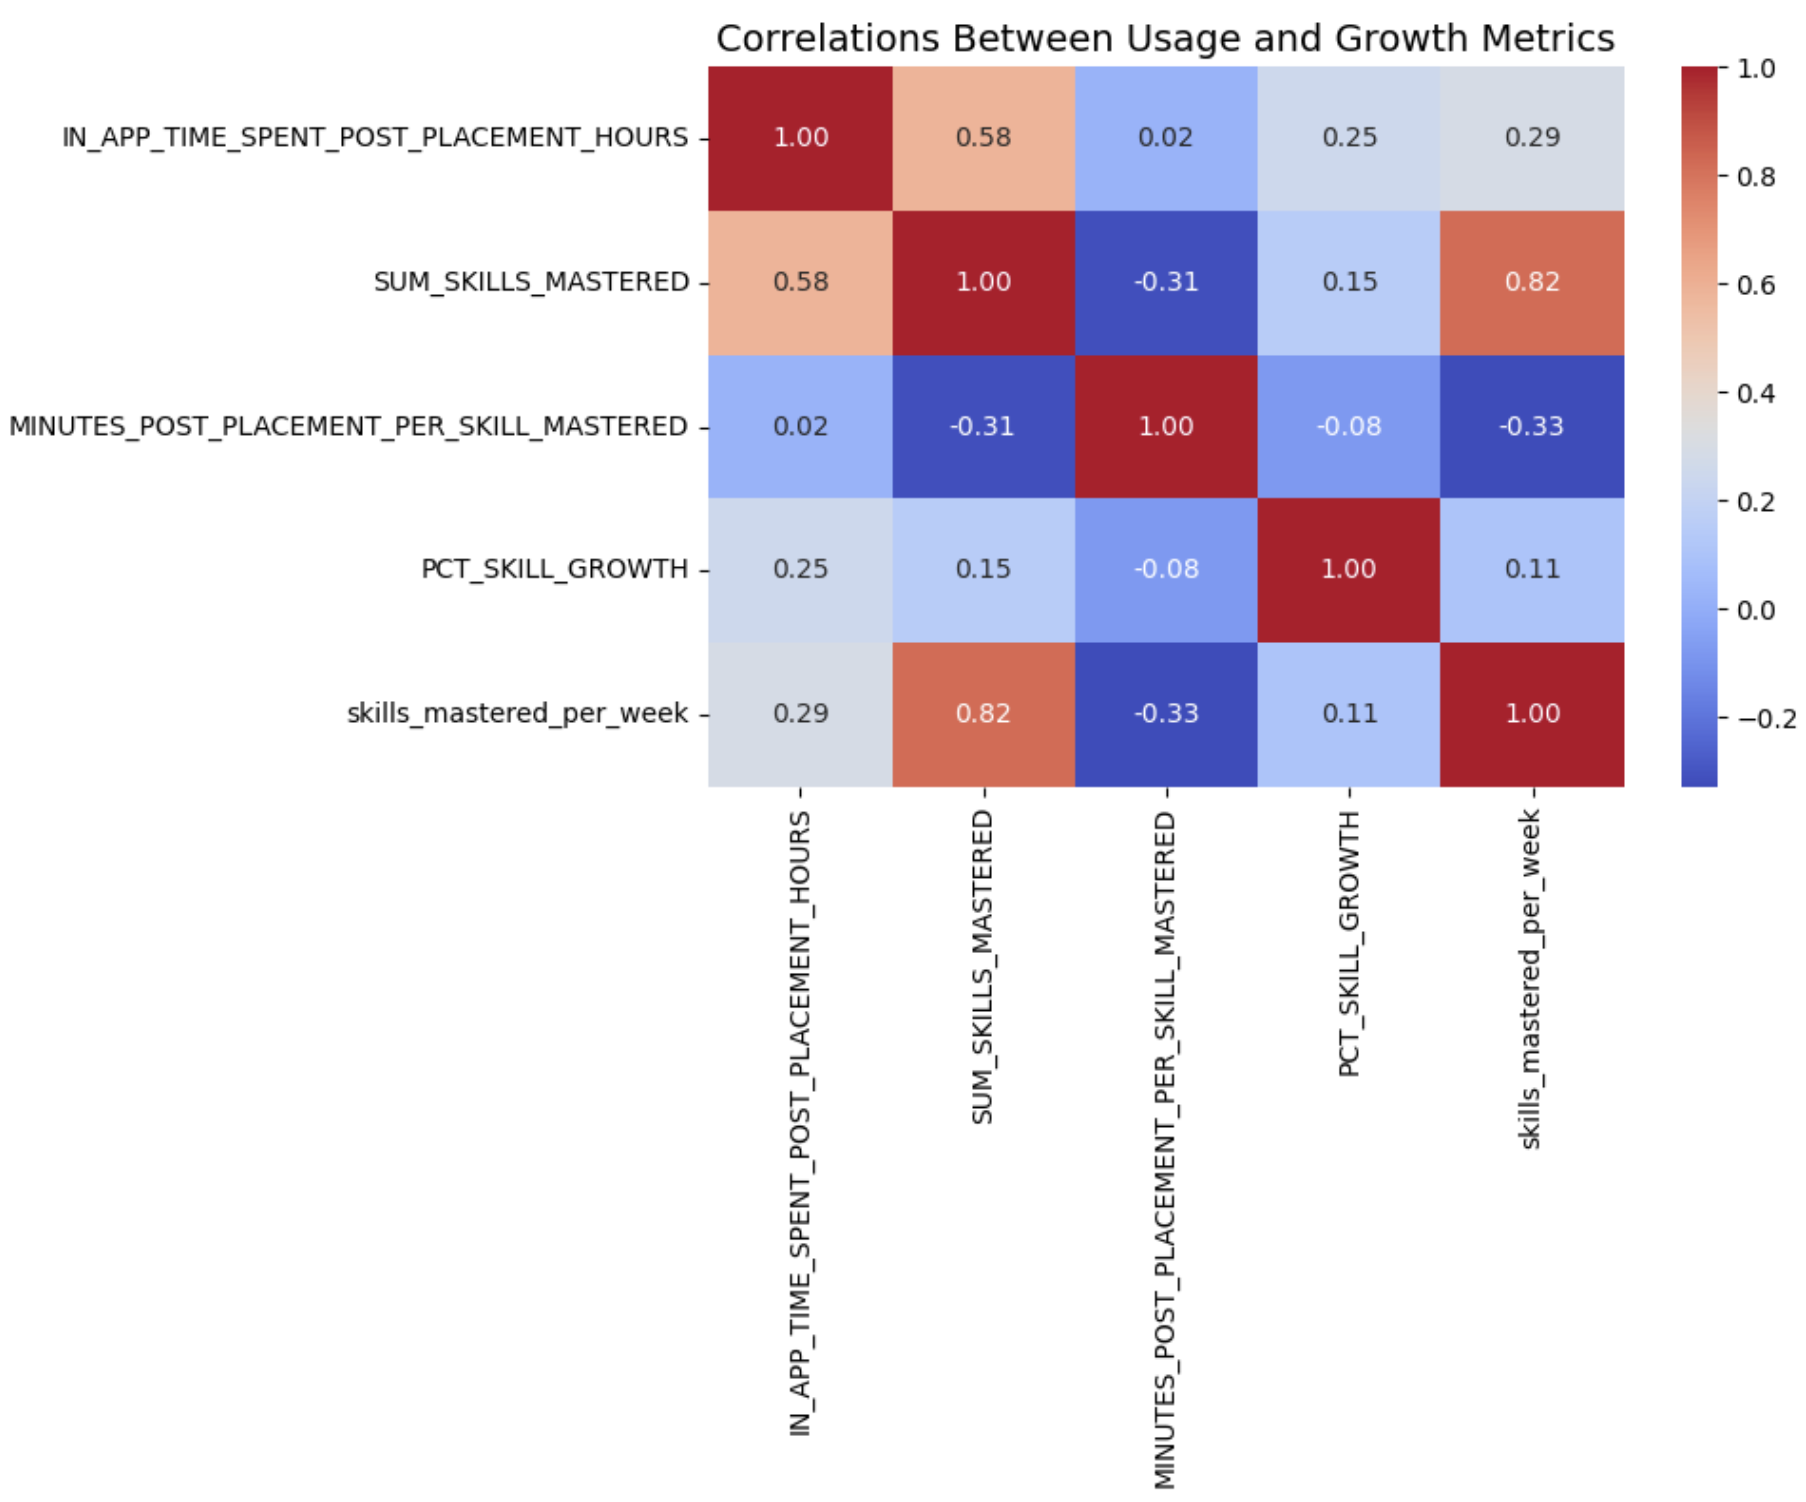 Correlations Between Usage and Growth Metrics
IN_APP_TIME_SPENT_POST_PLACEMENT_HOURS 1.00 0.58 0.02 0.25 0.29
SUM_SKILLS_MASTERED 0.58 1.00 -0.31 0.15 0.82
MINUTES_POST_PLACEMENT_PER_SKILL_MASTERED 0.02 -0.31 1.00 -0.08 -0.33
PCT_SKILL_GROWTH 0.25 0.15 -0.08 1.00 0.11
skills_mastered_per_week 0.29 0.82 -0.33 0.11 1.00
IN_APP_TIME_SPENT_POST_PLACEMENT_HOURS
SUM_SKILLS_MASTERED
MINUTES_POST_PLACEMENT_PER_SKILL_MASTERED
PCT_SKILL_GROWTH
skills_mastered_per_week
1.0
0.8
0.6
0.4
0.2
0.0
−0.2